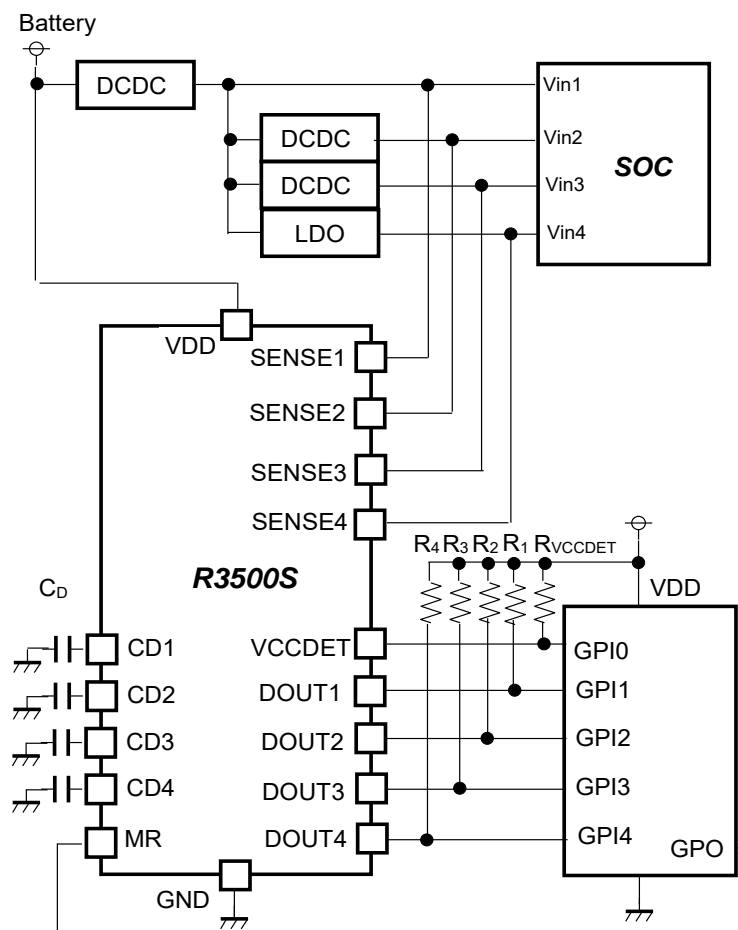 Battery
DCDC
Vin1
DCDC
Vin2
SOC
DCDC
Vin3
LDO
Vin4
VDD
SENSE1
SENSE2
SENSE3
SENSE4
R4 R3 R2 R1 RVCCDET
R3500S
VDD
CD
CD1
VCCDET
GPI0
CD2
DOUT1
GPI1
CD3
DOUT2
GPI2
CD4
DOUT3
GPI3
MR
DOUT4
GPI4
GPO
GND